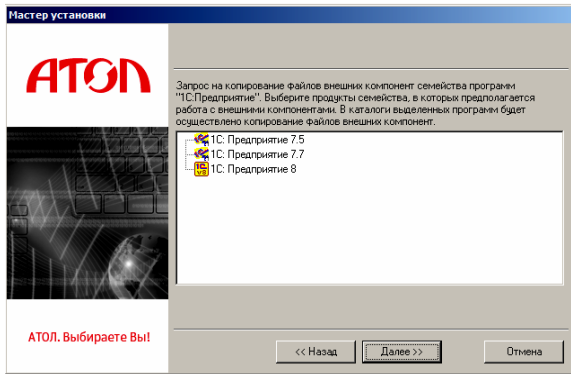 Мастер установки
АТОЛ
Запрос на копирование файлов внешних компонент семейства программ
"1С:Предприятие". Выберите продукты семейства, в которых предполагается
работа с внешними компонентами. В каталоги выделенных программ будет
осуществлено копирование файлов внешних компонент.
1С: Предприятие 7.5
1С: Предприятие 7.7
1С: Предприятие 8
АТОЛ. Выбираете Вы!
<< Назад
Далее >>
Отмена